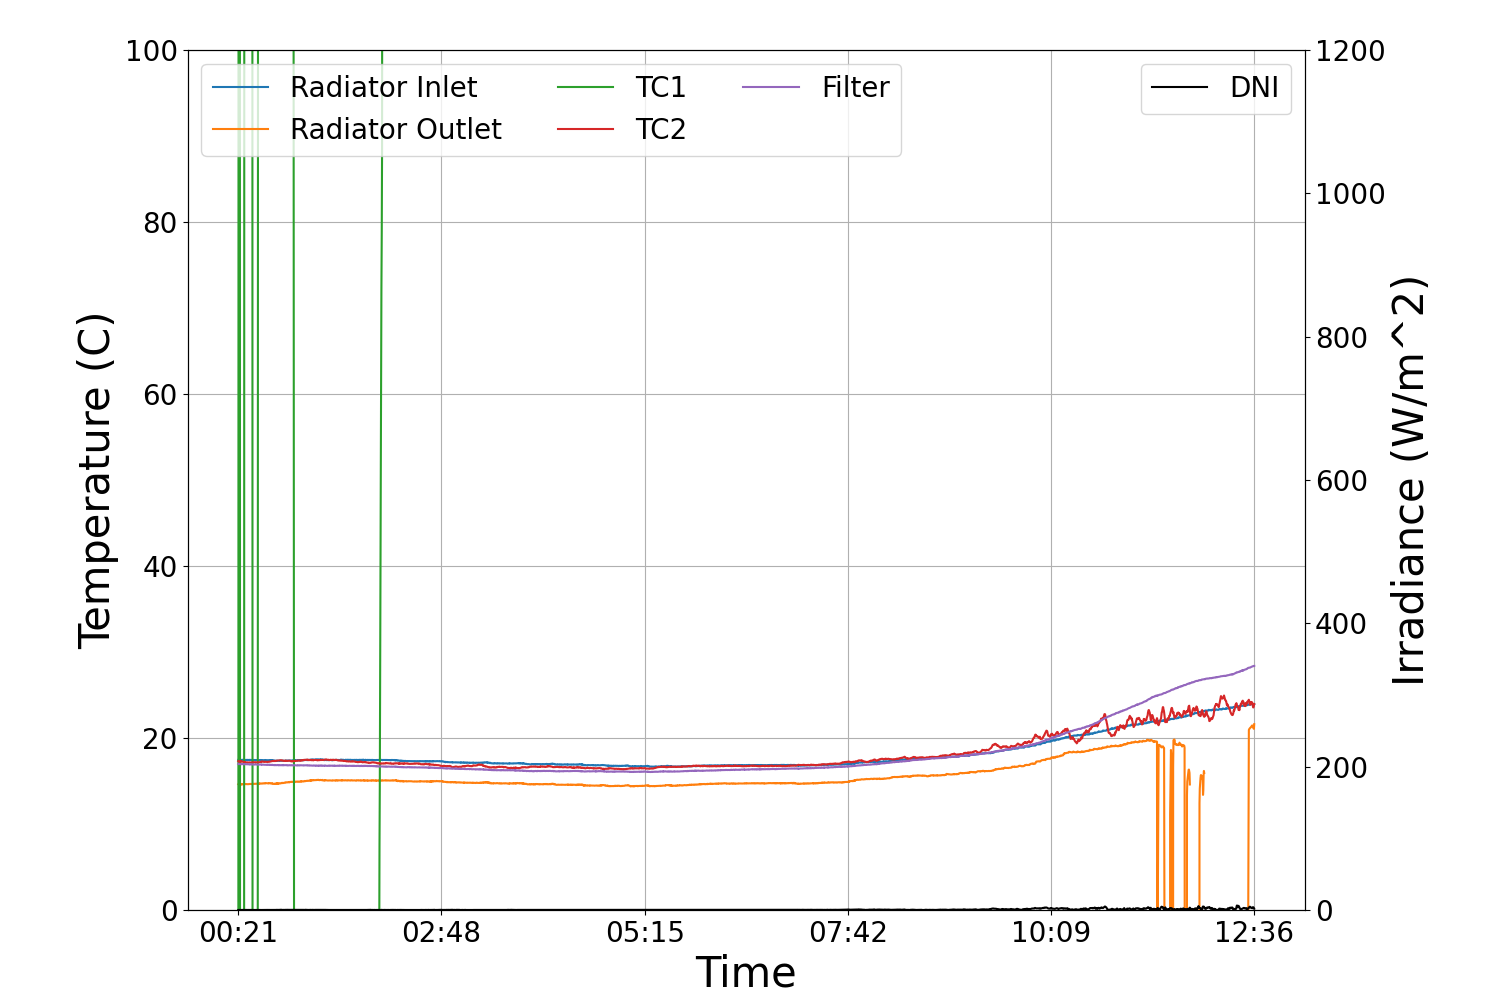 100
80
60
40
20
0
Temperature (C)
Radiator Inlet
Radiator Outlet
TC1
TC2
Filter
DNI
1200
1000
800
600
400
200
0
Irradiance (W/m^2)
00:21 02:48 05:15 07:42 10:09 12:36
Time